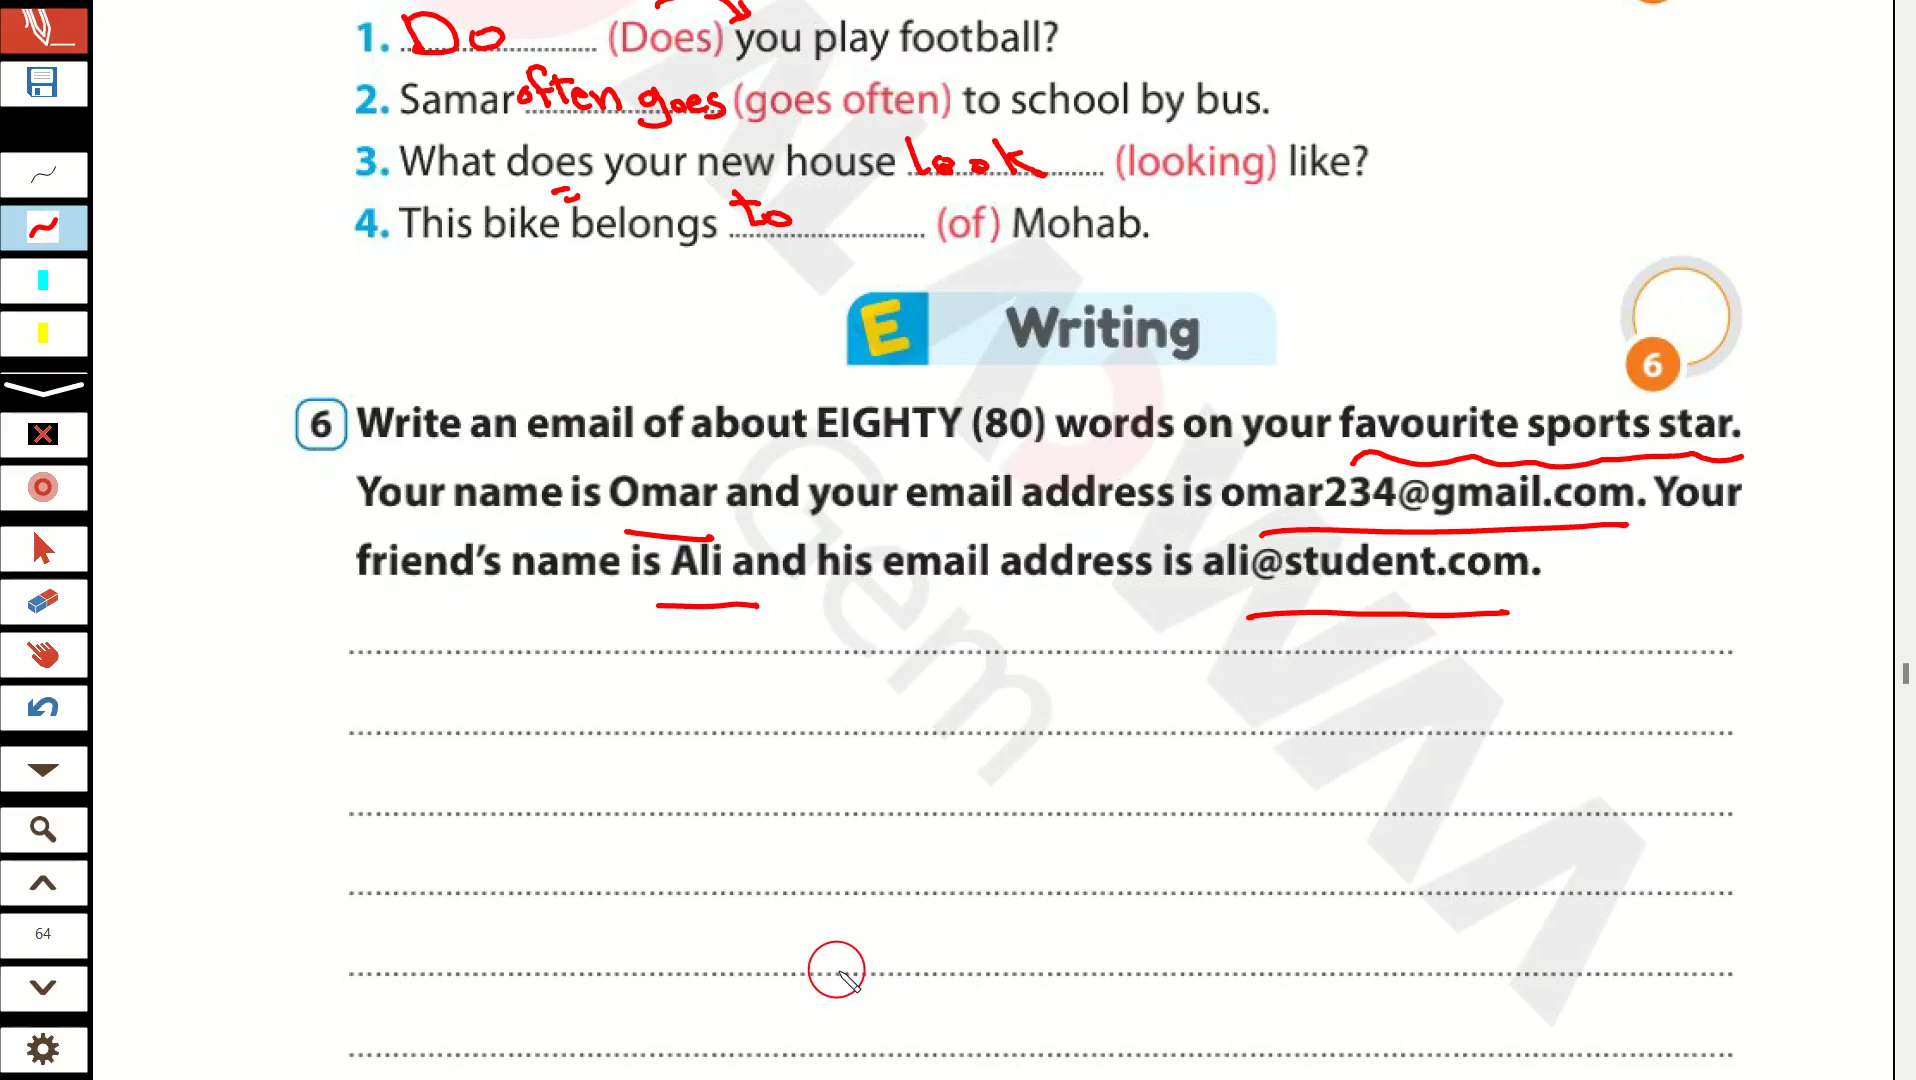 1. Do (Does) you play football?
2. Samar often goes (goes often) to school by bus.
3. What does your new house look (looking) like?
4. This bike belongs to (of) Mohab.
E Writing
6
6 Write an email of about EIGHTY (80) words on your favourite sports star.
Your name is Omar and your email address is omar234@gmail.com. Your
friend's name is Ali and his email address is ali@student.com.
Gem
64